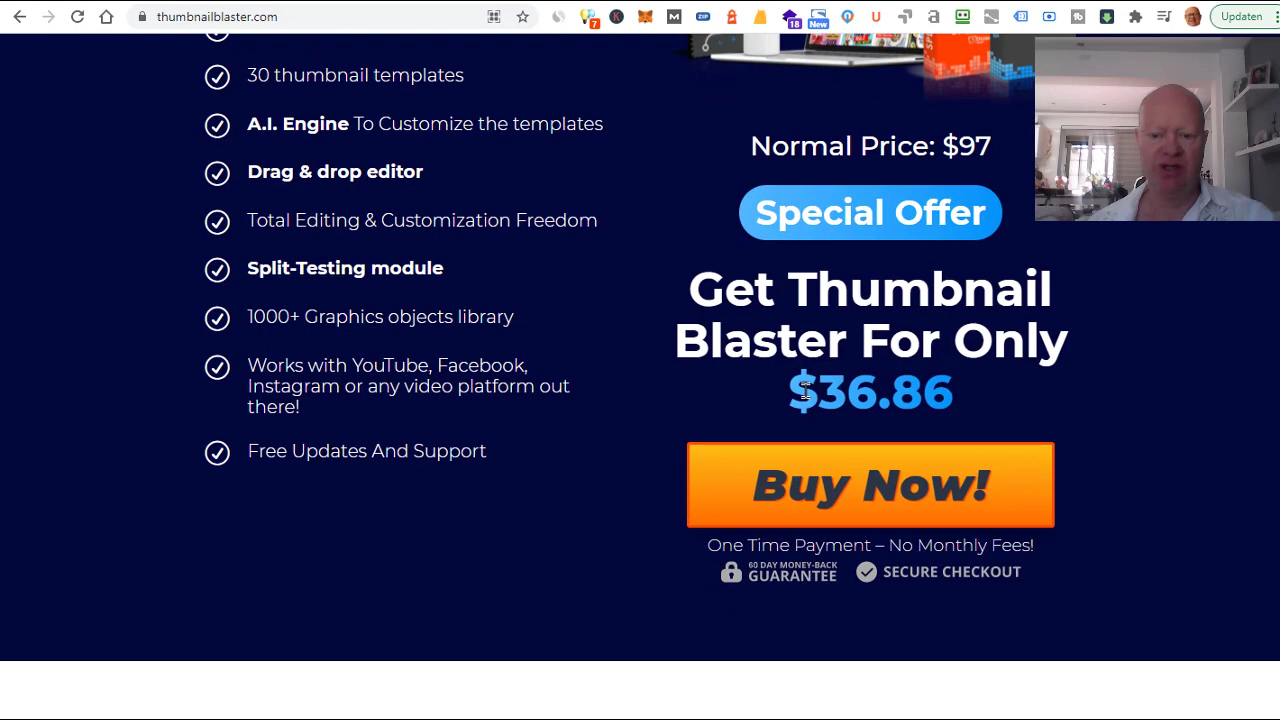 thumbnailblaster.com
7
18
New
Updaten
30 thumbnail templates
A.I. Engine To Customize the templates
Drag & drop editor
Total Editing & Customization Freedom
Split-Testing module
1000+ Graphics objects library
Works with YouTube, Facebook,
Instagram or any video platform out
there!
Free Updates And Support
Normal Price: $97
Special Offer
Get Thumbnail
Blaster For Only
$36.86
Buy Now!
One Time Payment – No Monthly Fees!
60 DAY MONEY-BACK
GUARANTEE
SECURE CHECKOUT